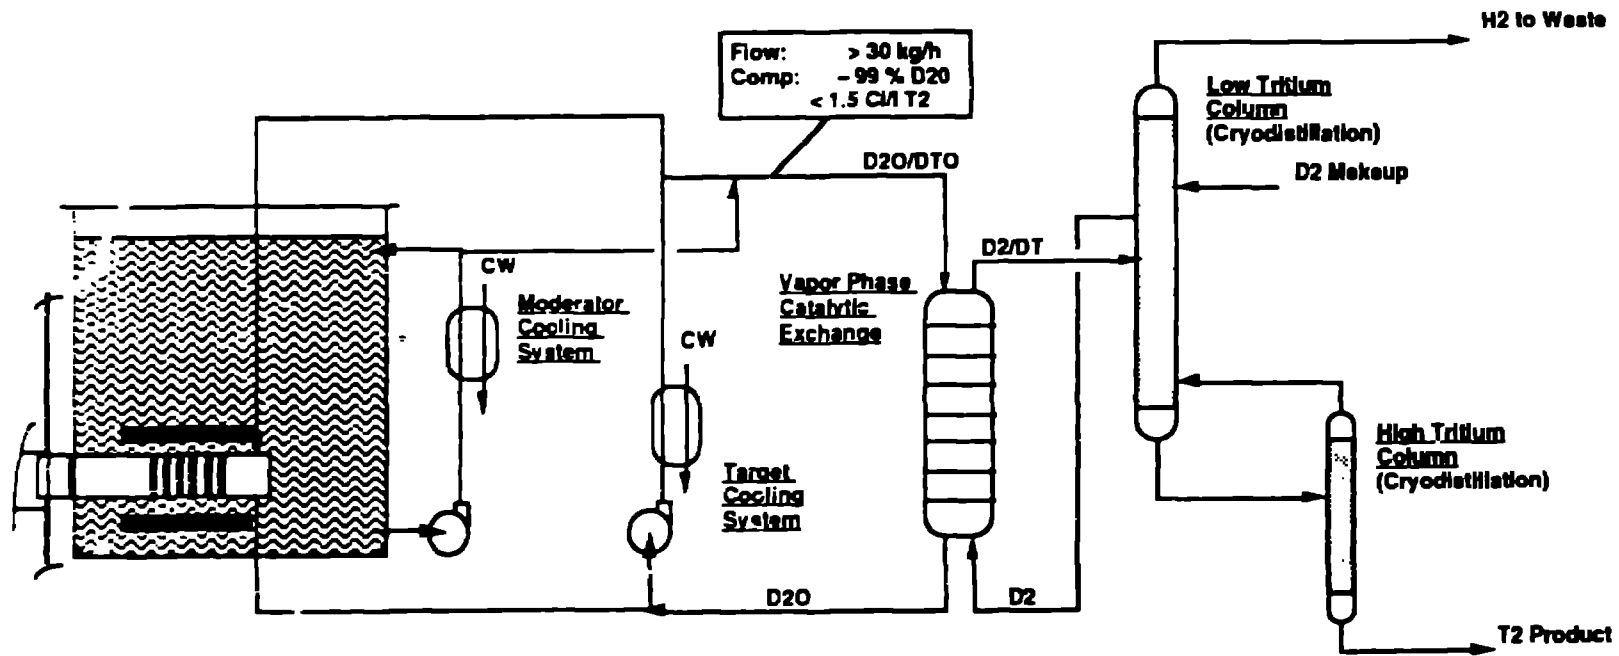 H2 to Waste
Flow: > 30 kg/h
Comp: ~ 99 % D20
< 1.5 Ci/l T2
Low Tritium
Column
(Cryodistillation)
D2O/DTO
D2 Makeup
D2/DT
CW
Moderator
Cooling
System
Vapor Phase
Catalytic
Exchange
CW
Target
Cooling
System
High Tritium
Column
(Cryodistillation)
D2O
D2
T2 Product